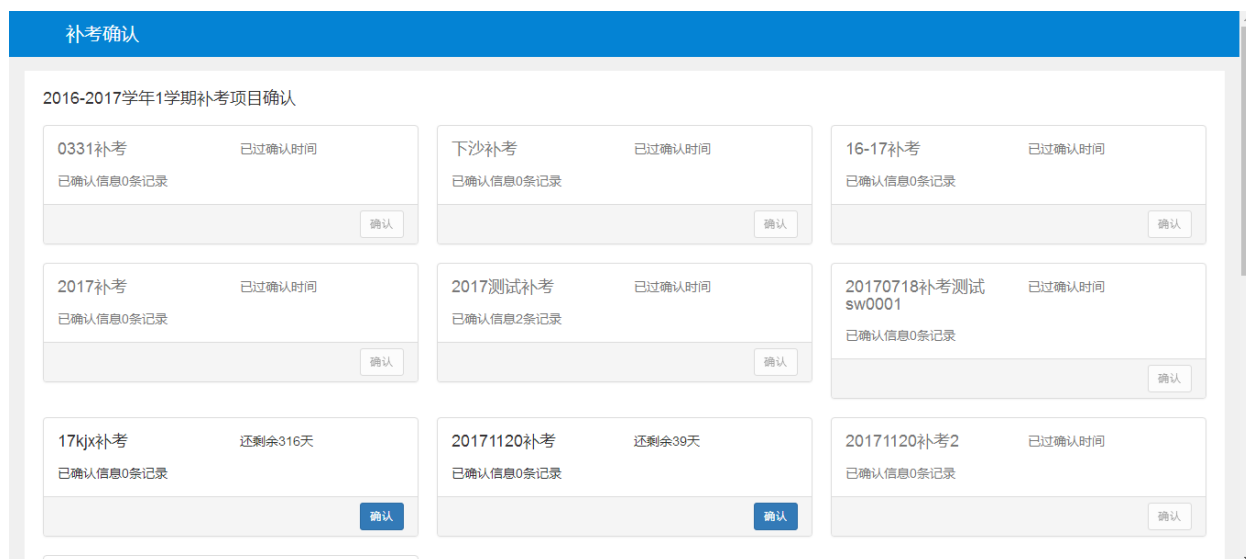 补考确认
2016-2017学年1学期补考项目确认
0331补考 已过确认时间
已确认信息0条记录
确认
下沙补考 已过确认时间
已确认信息0条记录
确认
16-17补考 已过确认时间
已确认信息0条记录
确认
2017补考 已过确认时间
已确认信息0条记录
确认
2017测试补考 已过确认时间
已确认信息2条记录
确认
20170718补考测试 已过确认时间
sw0001
已确认信息0条记录
确认
17kjx补考 还剩余316天
已确认信息0条记录
确认
20171120补考 还剩余39天
已确认信息0条记录
确认
20171120补考2 已过确认时间
已确认信息0条记录
确认